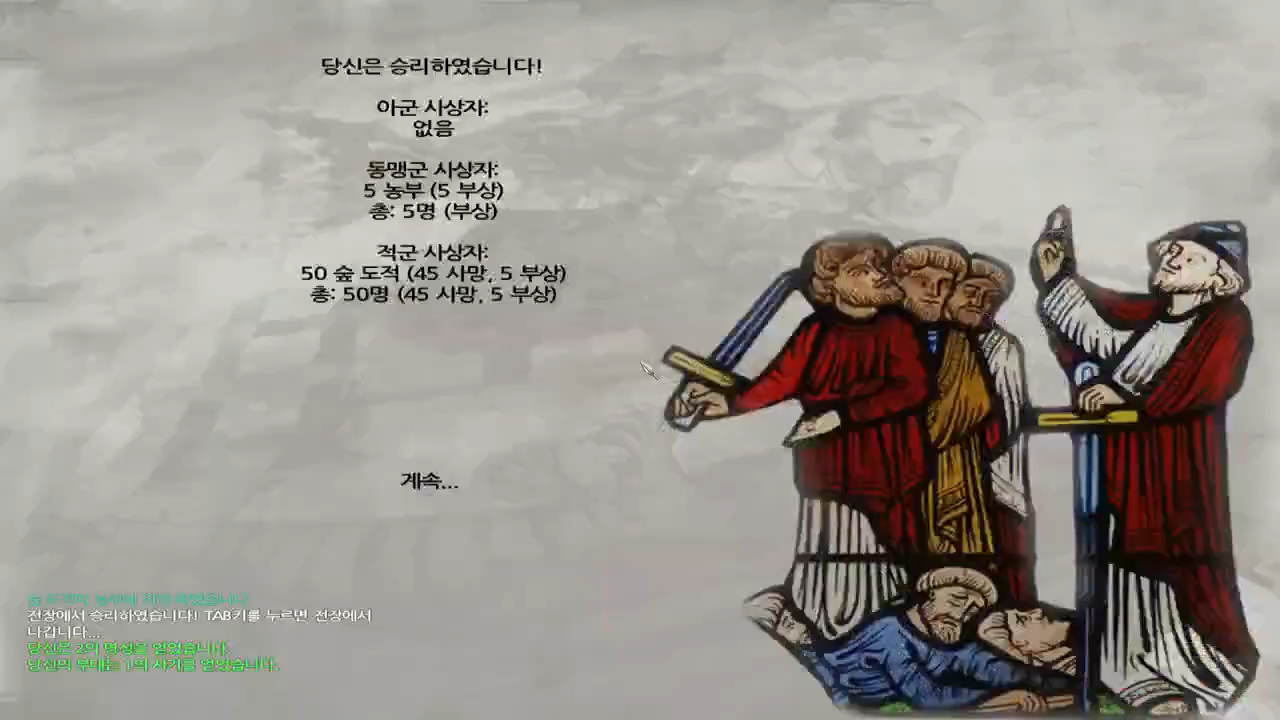 당신은 승리하였습니다!
아군 사상자:
없음
동맹군 사상자:
5 농부 (5 부상)
총: 5명 (부상)
적군 사상자:
50 숲 도적 (45 사망, 5 부상)
총: 50명 (45 사망, 5 부상)
계속...
전장에서 승리하였습니다! TAB키를 누르면 전장에서
나갑니다...
당신은 2의 명성을 얻었습니다.
당신의 부대는 1의 사기를 얻었습니다.